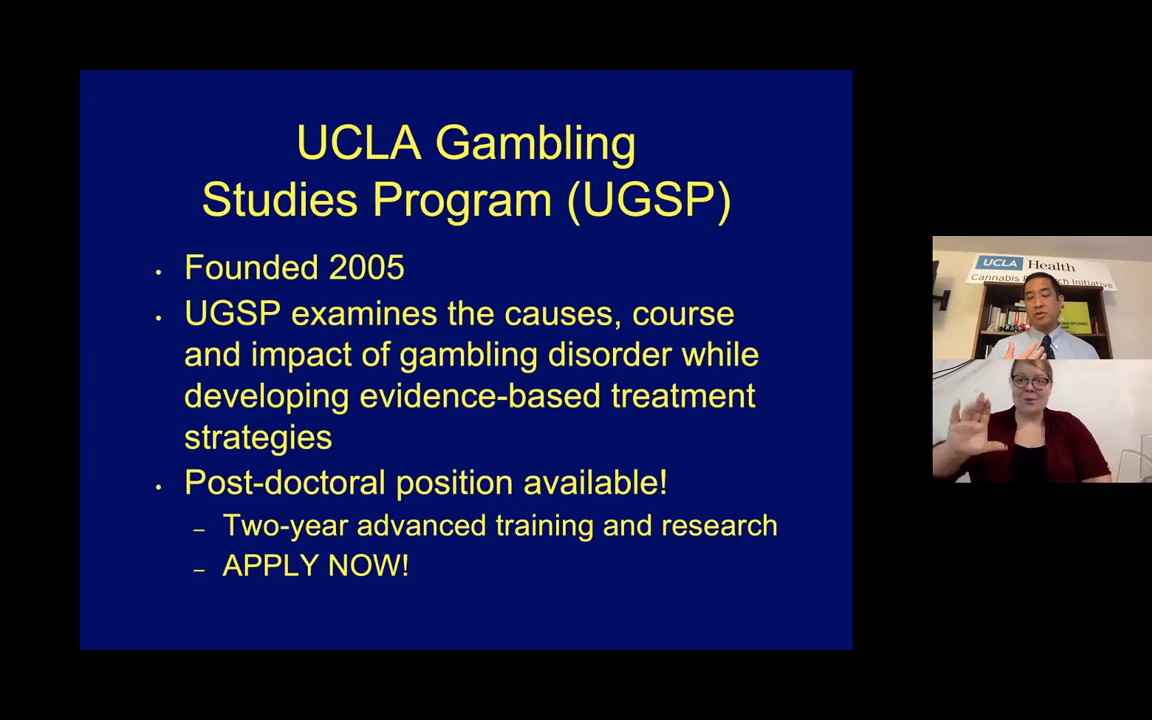 UCLA Gambling
Studies Program (UGSP)
• Founded 2005
• UGSP examines the causes, course
and impact of gambling disorder while
developing evidence-based treatment
strategies
• Post-doctoral position available!
– Two-year advanced training and research
– APPLY NOW!
UCLA Health
Cannabis Research Initiative